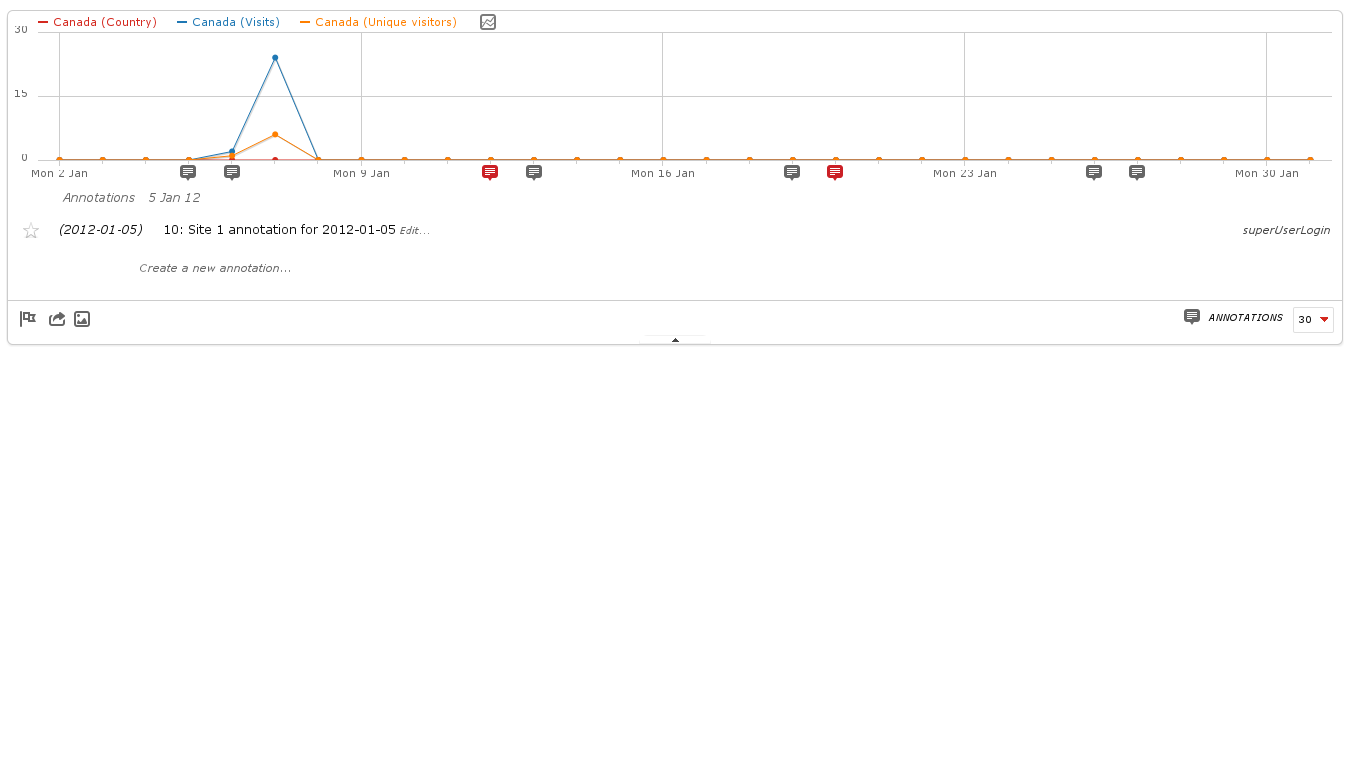 Canada (Country) Canada (Visits) Canada (Unique visitors)
30
15
0
Mon 2 Jan Mon 9 Jan Mon 16 Jan Mon 23 Jan Mon 30 Jan
Annotations 5 Jan 12
(2012-01-05) 10: Site 1 annotation for 2012-01-05 Edit... superUserLogin
Create a new annotation...
ANNOTATIONS 30